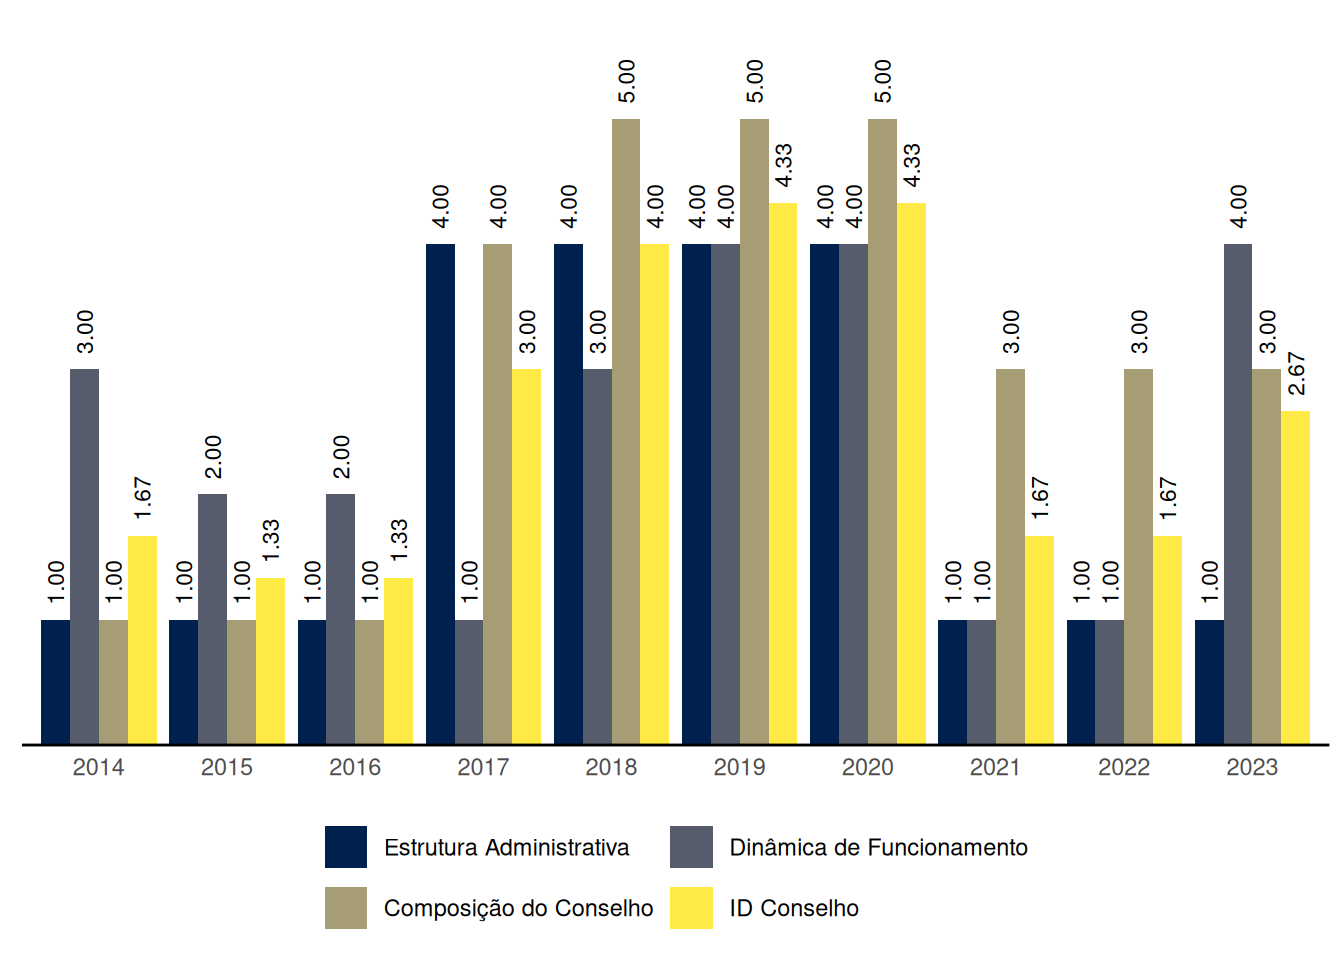 1.00 3.00 1.00 1.67
1.00 2.00 1.00 1.33
1.00 2.00 1.00 1.33
4.00 1.00 4.00 3.00
4.00 3.00 5.00 4.00
4.00 4.00 5.00 4.33
4.00 4.00 5.00 4.33
1.00 1.00 3.00 1.67
1.00 1.00 3.00 1.67
1.00 4.00 3.00 2.67
2014 2015 2016 2017 2018 2019 2020 2021 2022 2023
Estrutura Administrativa Dinâmica de Funcionamento
Composição do Conselho ID Conselho